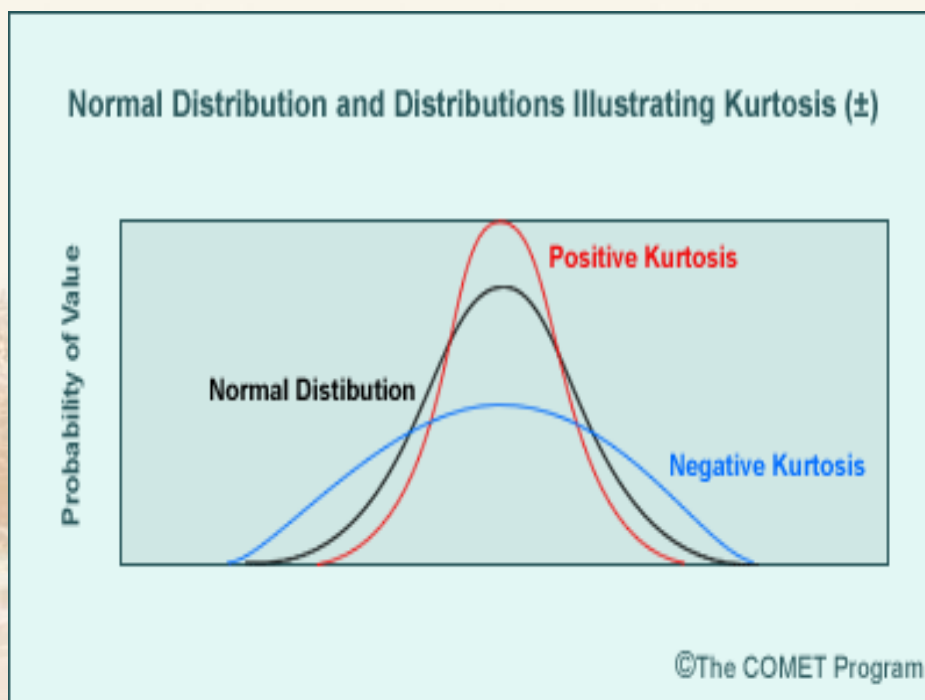 Normal Distribution and Distributions Illustrating Kurtosis (±)
Probability of Value
Positive Kurtosis
Normal Distibution
Negative Kurtosis
©The COMET Program